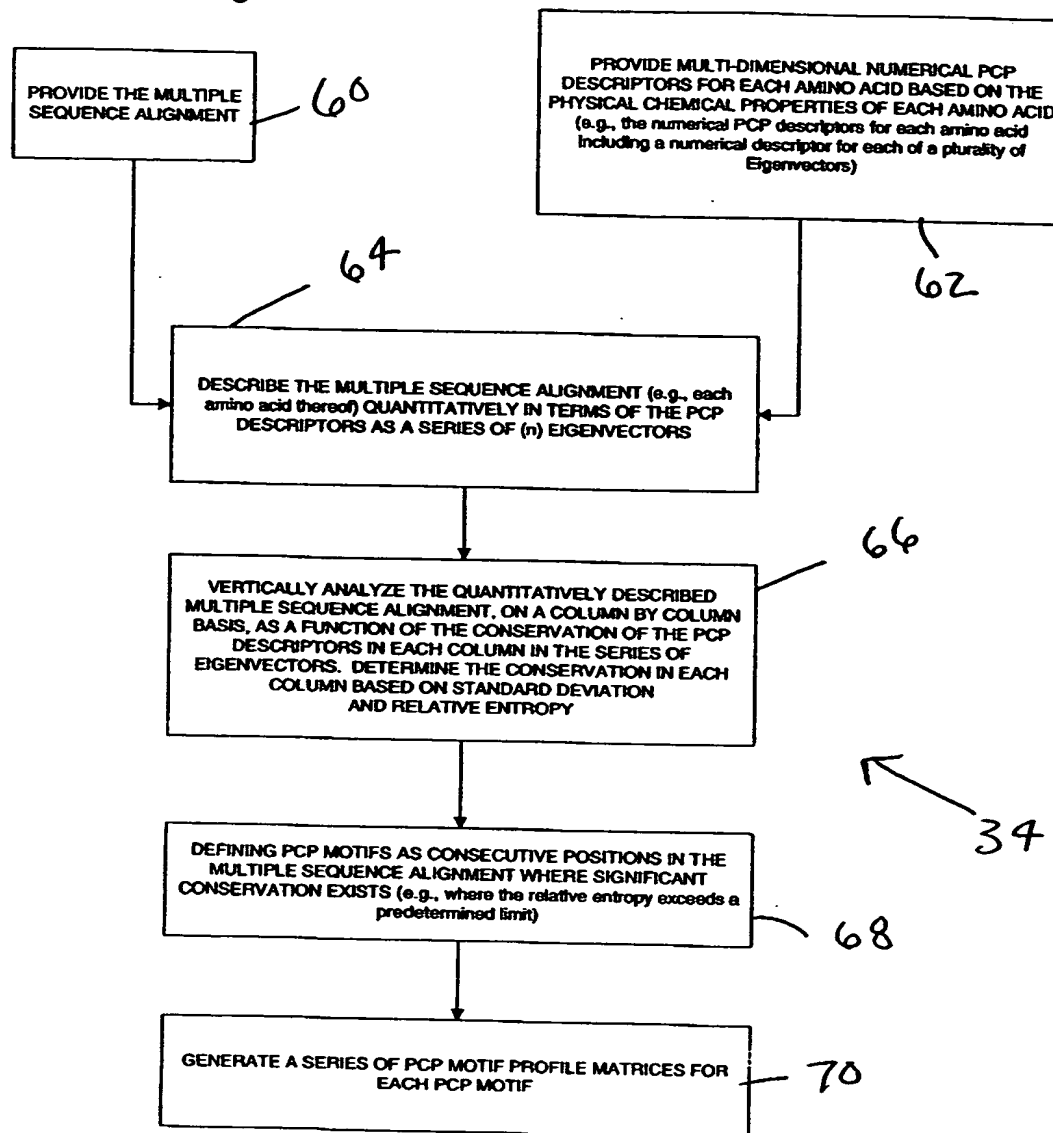 PROVIDE THE MULTIPLE
SEQUENCE ALIGNMENT
60
PROVIDE MULTI-DIMENSIONAL NUMERICAL PCP
DESCRIPTORS FOR EACH AMINO ACID BASED ON THE
PHYSICAL CHEMICAL PROPERTIES OF EACH AMINO ACID
(e.g., the numerical PCP descriptors for each amino acid
including a numerical descriptor for each of a plurality of
Eigenvectors)
62
64
DESCRIBE THE MULTIPLE SEQUENCE ALIGNMENT (e.g., each
amino acid thereof) QUANTITATIVELY IN TERMS OF THE PCP
DESCRIPTORS AS A SERIES OF (n) EIGENVECTORS
66
VERTICALLY ANALYZE THE QUANTITATIVELY DESCRIBED
MULTIPLE SEQUENCE ALIGNMENT, ON A COLUMN BY COLUMN
BASIS, AS A FUNCTION OF THE CONSERVATION OF THE PCP
DESCRIPTORS IN EACH COLUMN IN THE SERIES OF
EIGENVECTORS. DETERMINE THE CONSERVATION IN EACH
COLUMN BASED ON STANDARD DEVIATION
AND RELATIVE ENTROPY
34
DEFINING PCP MOTIFS AS CONSECUTIVE POSITIONS IN THE
MULTIPLE SEQUENCE ALIGNMENT WHERE SIGNIFICANT
CONSERVATION EXISTS (e.g., where the relative entropy exceeds a
predetermined limit)
68
GENERATE A SERIES OF PCP MOTIF PROFILE MATRICES FOR
EACH PCP MOTIF
70